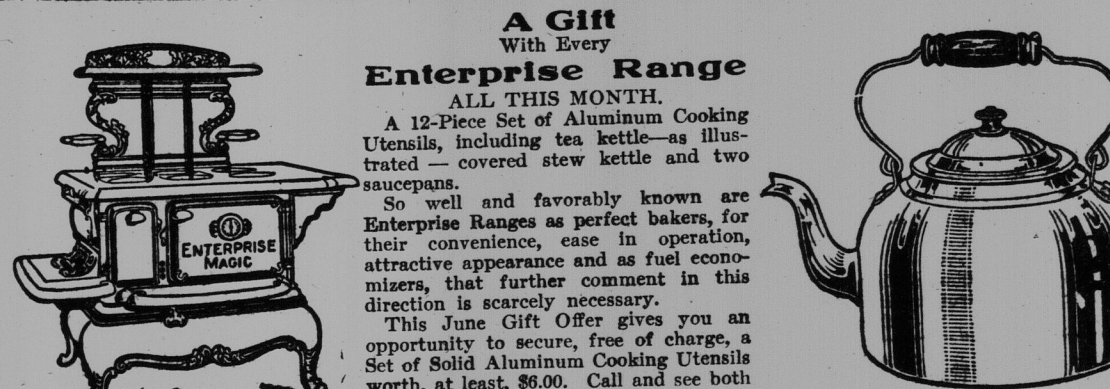 A Gift
With Every
Enterprise Range
ALL THIS MONTH.
A 12-Piece Set of Aluminum Cooking
Utensils, including tea kettle—as illus-
trated — covered stew kettle and two
saucepans.
So well and favorably known are
Enterprise Ranges as perfect bakers, for
their convenience, ease in operation,
attractive appearance and as fuel econo-
mizers, that further comment in this
direction is scarcely necessary.
This June Gift Offer gives you an
opportunity to secure, free of charge, a
Set of Solid Aluminum Cooking Utensils
worth, at least, $6.00. Call and see both
ENTERPRISE
MAGIC